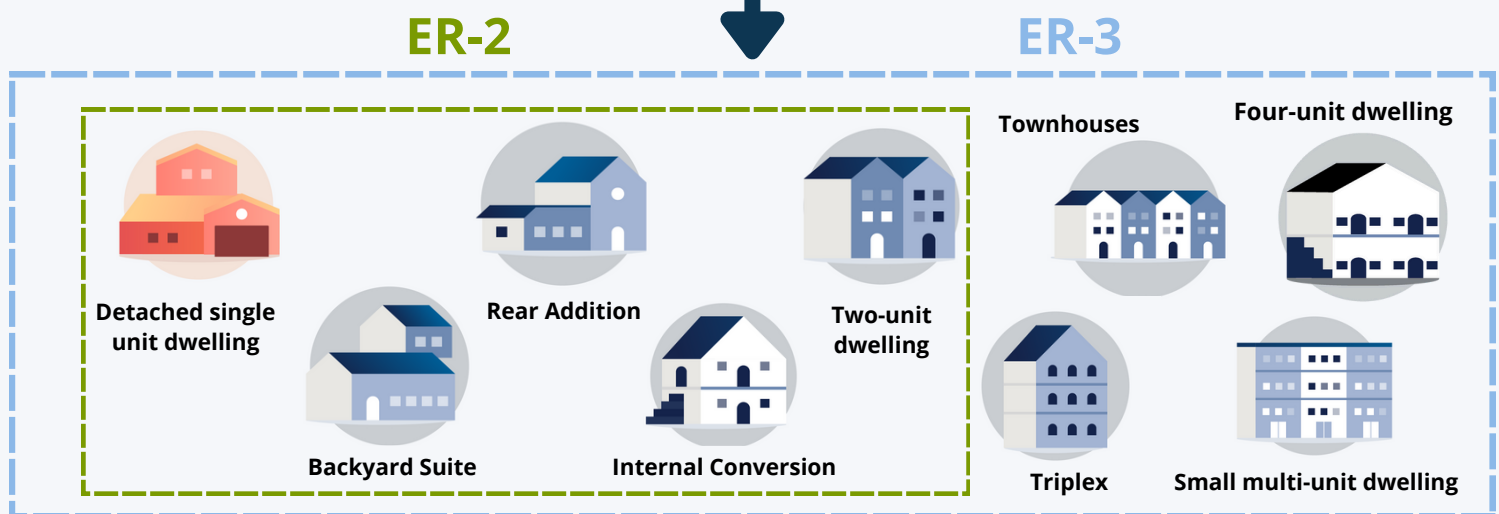 ER-2
ER-3
Detached single
unit dwelling
Backyard Suite
Rear Addition
Internal Conversion
Two-unit
dwelling
Townhouses
Four-unit dwelling
Triplex
Small multi-unit dwelling